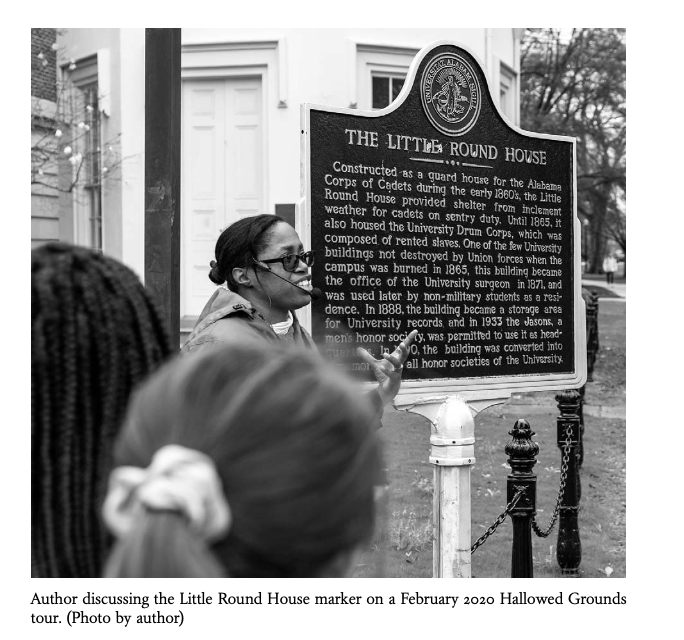 UNIVERSITY ALABAMA
THE LITTLE ROUND HOUSE
Constructed as a guard house for the Alabama
Corps of Cadets during the early 1860's, the Little
Round House provided shelter from inclement
weather for cadets on sentry duty. Until 1865, it
also housed the University Drum Corps, which was
composed of rented slaves. One of the few University
buildings not destroyed by Union forces when the
campus was burned in 1865, this building became
the office of the University surgeon in 1871, and
was used later by non-military students as a resi-
dence. In 1888, the building became a storage area
for University records, and in 1933 the Jasons, a
men's honor society, was permitted to use it as head-
In the building was converted into
all honor societies of the University.
Author discussing the Little Round House marker on a February 2020 Hallowed Grounds
tour. (Photo by author)